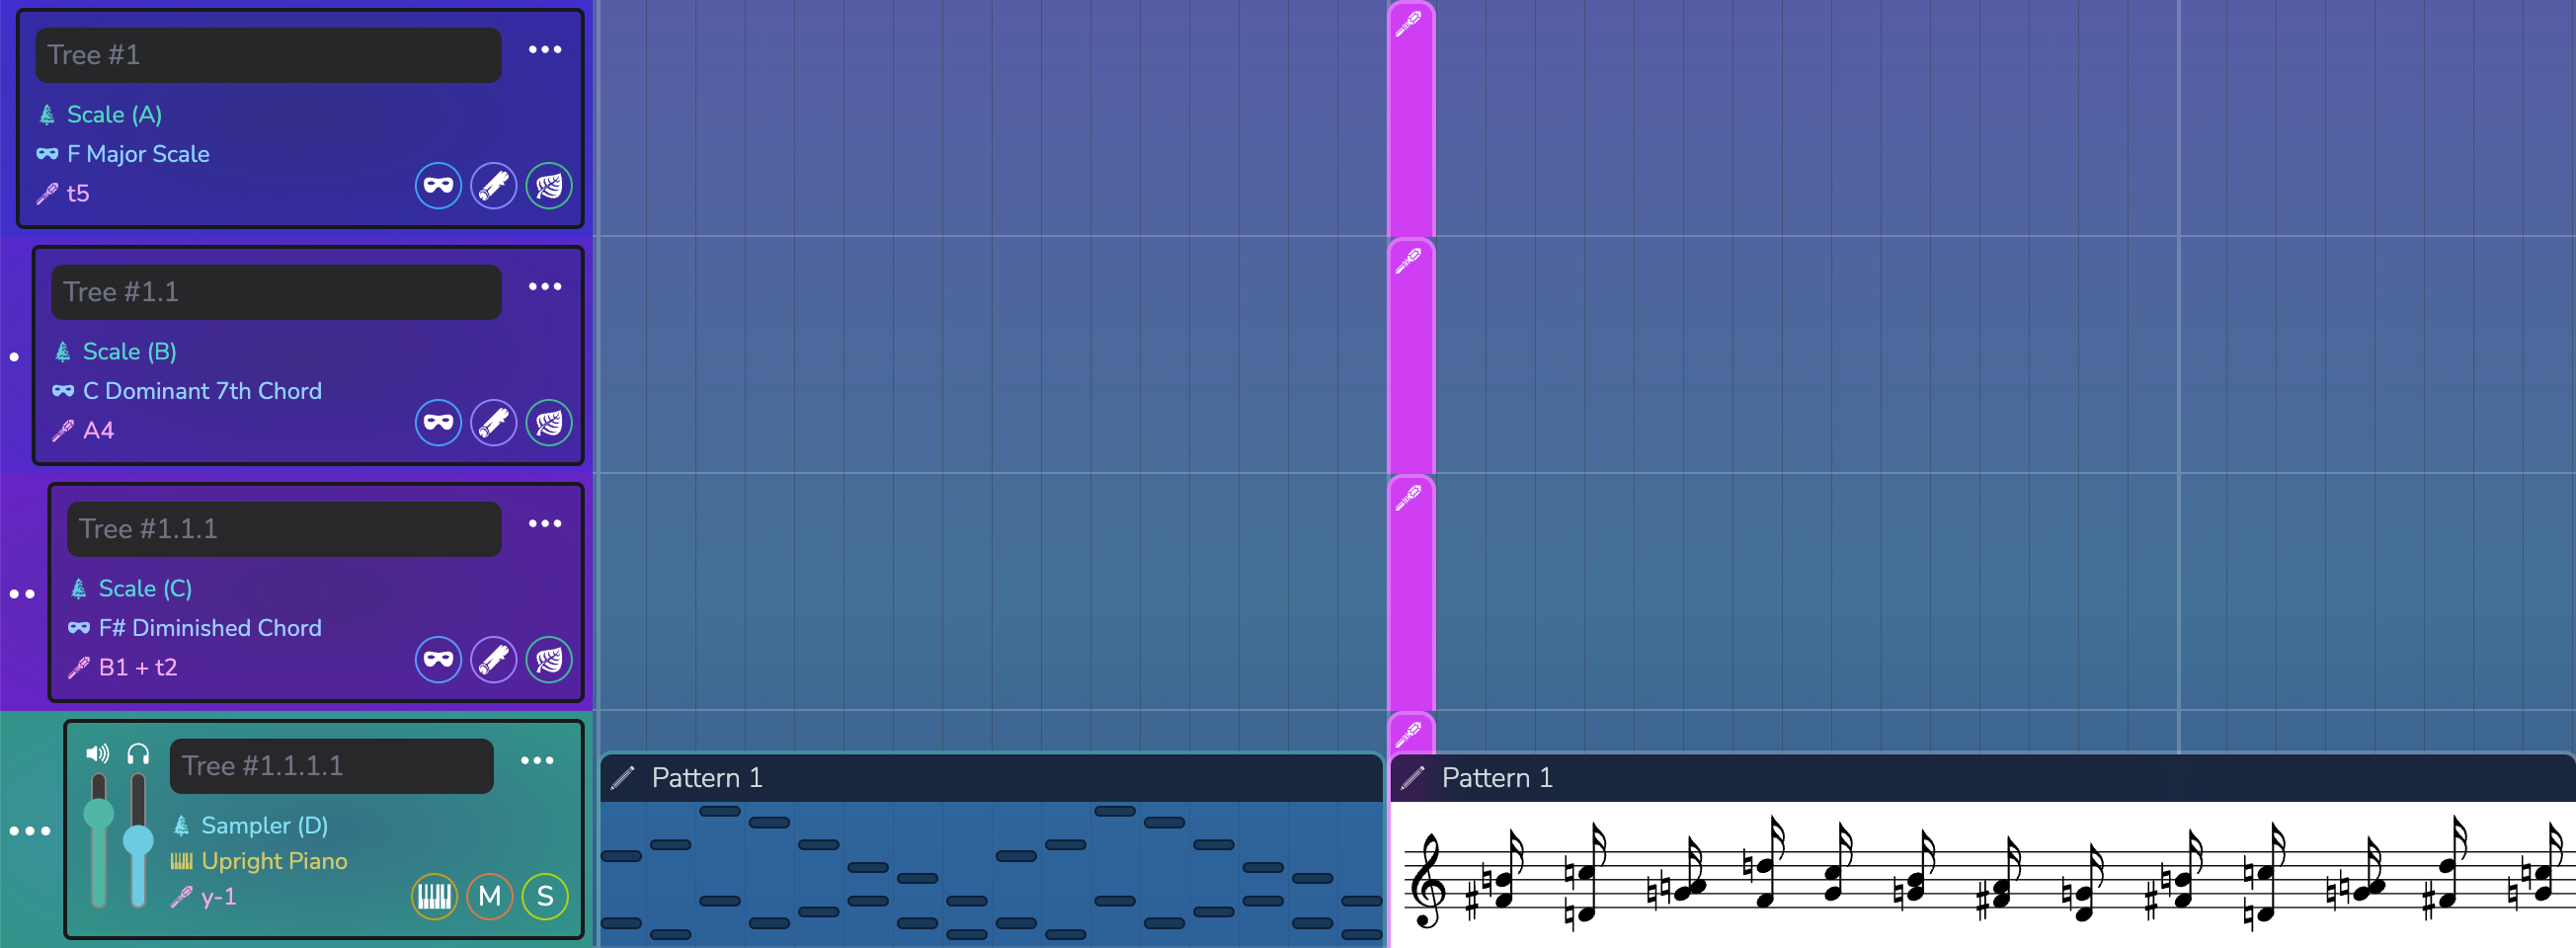 Tree #1
Scale (A)
F Major Scale
t5
Tree #1.1
Scale (B)
C Dominant 7th Chord
A4
Tree #1.1.1
Scale (C)
F# Diminished Chord
B1 + t2
Tree #1.1.1.1
Sampler (D)
Upright Piano
y-1
M S
Pattern 1
Pattern 1